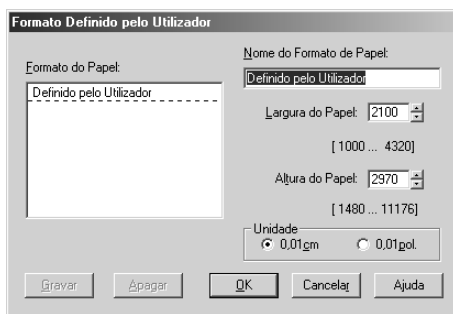 Formato Definido pelo Utilizador
Formato do Papel:
Definido pelo Utilizador
Nome do Formato de Papel:
Definido pelo Utilizador
Largura do Papel: 2100
[ 1000 ... 4320]
Altura do Papel: 2970
[ 1480 ... 11176]
Unidade
0,01cm 0,01pol.
Gravar Apagar OK Cancelar Ajuda